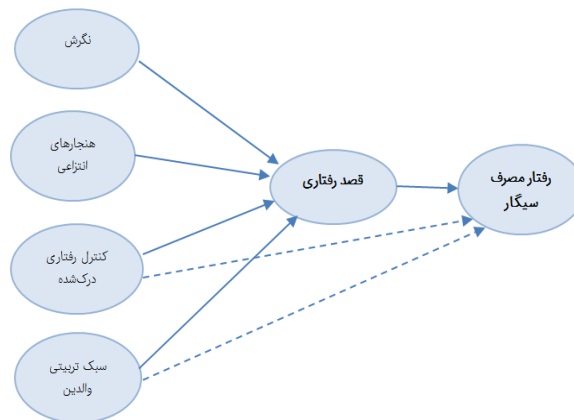 نگرش
هنجارهای
انتزاعی
قصد رفتاری
رفتار مصرف
سیگار
کنترل رفتاری
درک‌شده
سبک تربیتی
والدین